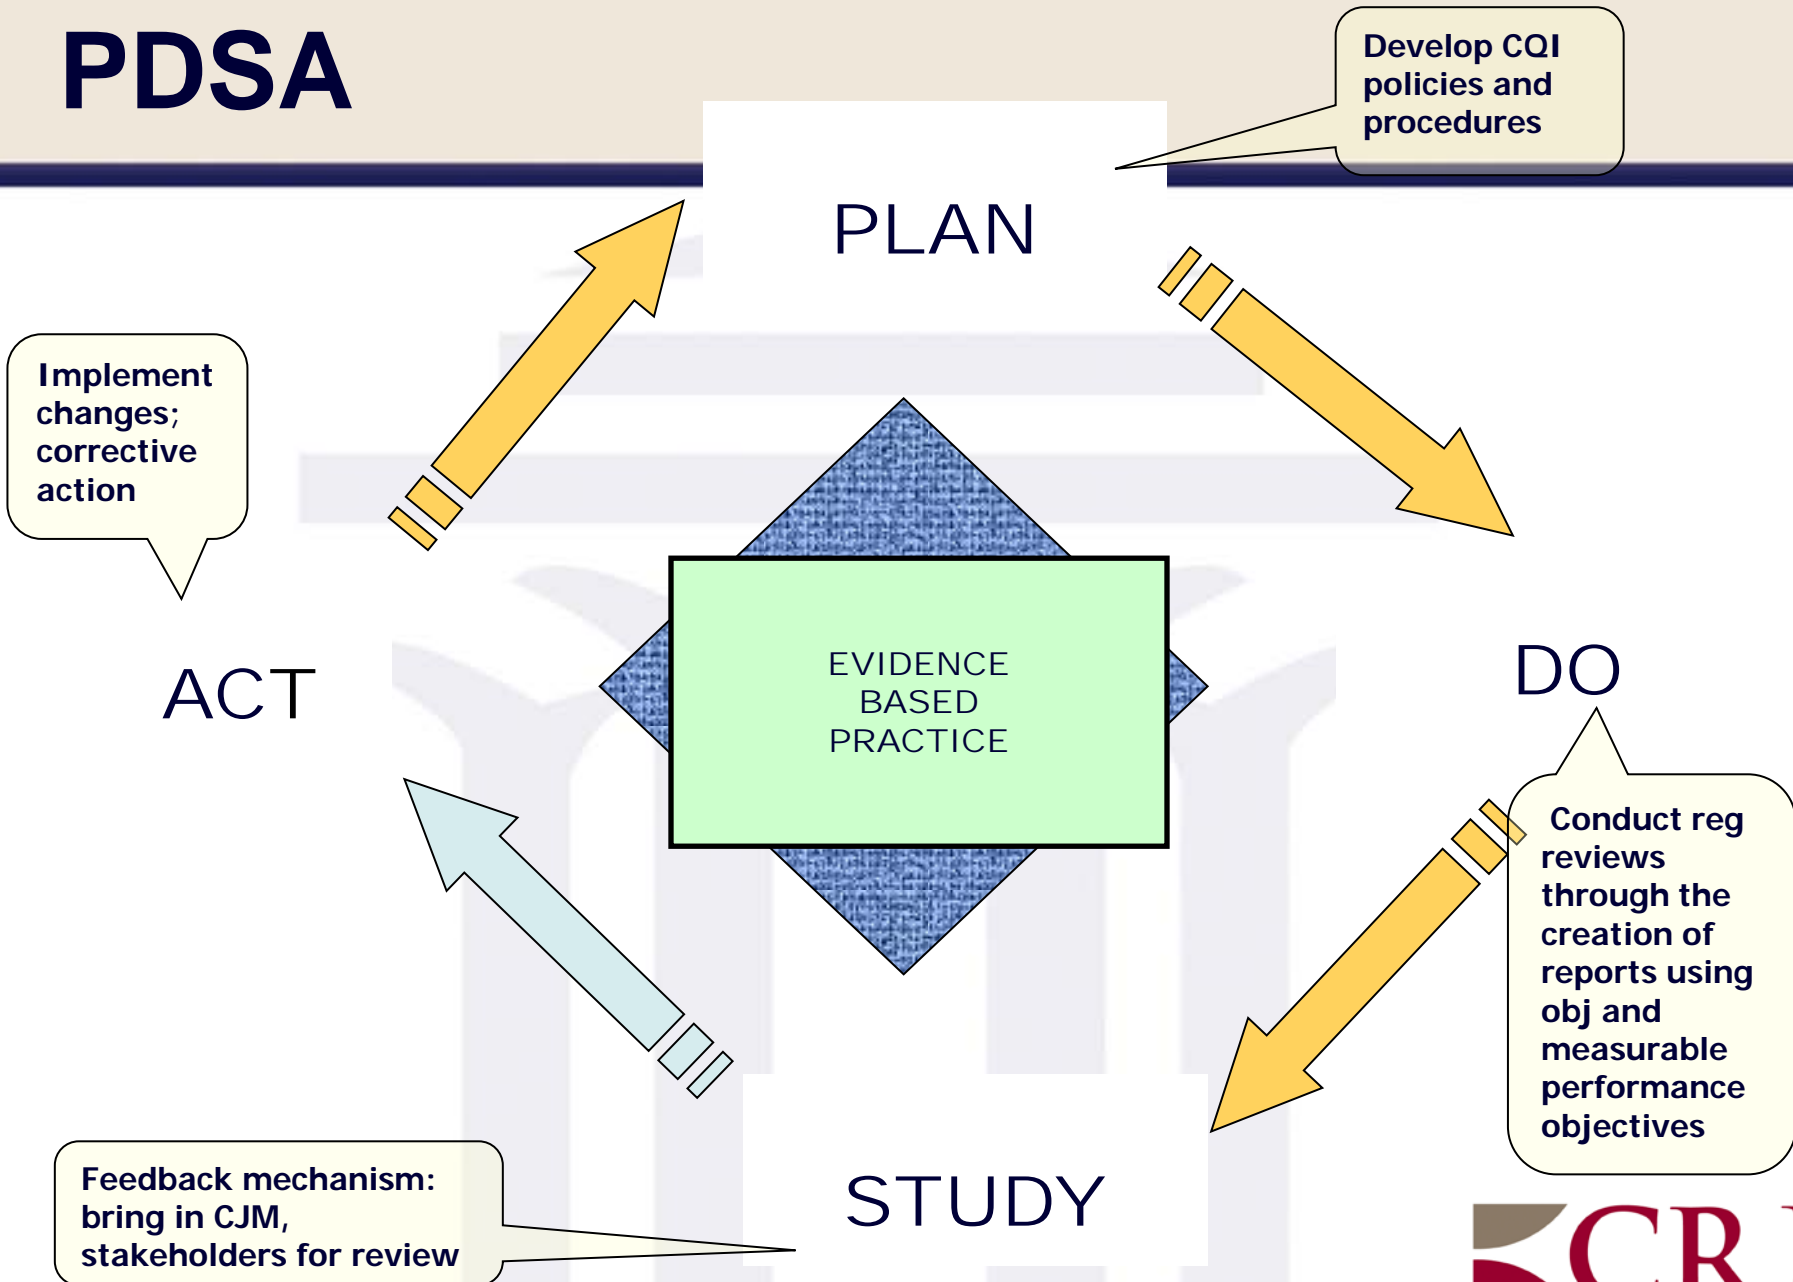 PDSA
Develop CQI
policies and
procedures
PLAN
Implement
changes;
corrective
action
EVIDENCE
BASED
PRACTICE
ACT
DO
Conduct reg
reviews
through the
creation of
reports using
obj and
measurable
performance
objectives
Feedback mechanism:
bring in CJM,
stakeholders for review
STUDY
CR